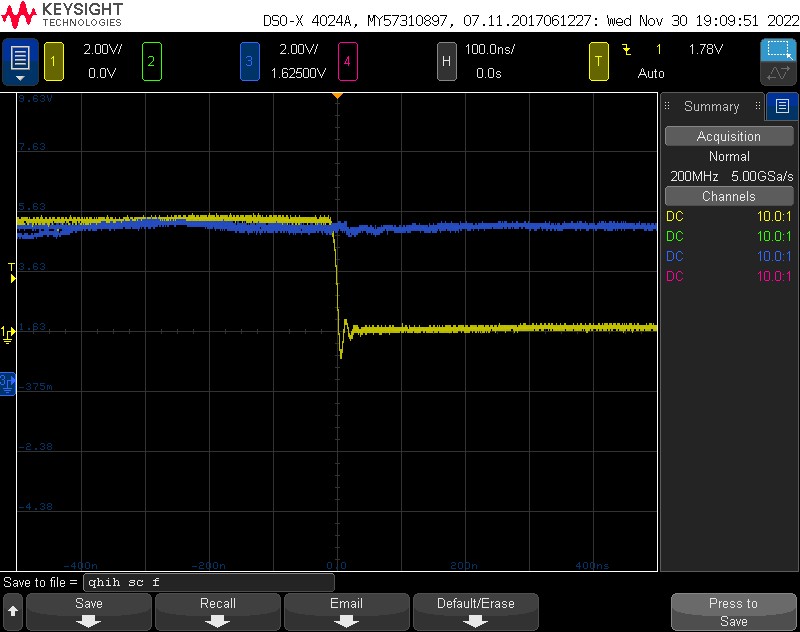 KEYSIGHT
TECHNOLOGIES
DSO-X 4024A, MY57310897, 07.11.2017061227: Wed Nov 30 19:09:51 2022
1 2.00V/ 0.0V
2
3 2.00V/ 1.62500V
4
H 100.0ns/ 0.0s
T 1 1.78V
Auto
Summary
Acquisition
Normal
200MHz 5.00GSa/s
Channels
DC 10.0:1
DC 10.0:1
DC 10.0:1
DC 10.0:1
9.63V
7.63
5.63
T
3.63
1
1.63
3
-375m
-2.38
-4.38
-400n -200n 0.0 200n 400ns
Save to file = qhih sc f
Save
Recall
Email
Default/Erase
Press to
Save